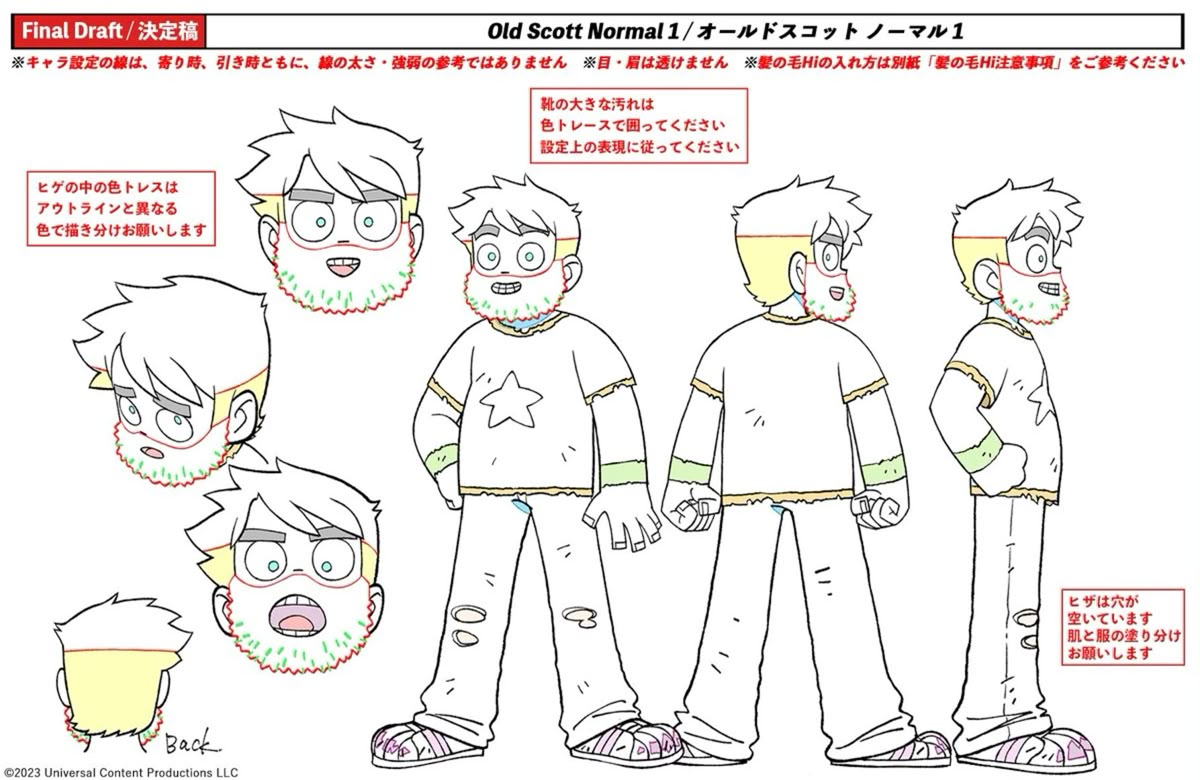 Final Draft / 決定稿
Old Scott Normal 1 / オールドスコット ノーマル 1
※キャラ設定の線は、寄り時、引き時ともに、線の太さ・強弱の参考ではありません ※目・眉は透けません ※髪の毛Hiの入れ方は別紙「髪の毛Hi注意事項」をご参考ください
靴の大きな汚れは
色トレースで囲ってください
設定上の表現に従ってください
ヒゲの中の色トレスは
アウトラインと異なる
色で描き分けお願いします
ヒザは穴が
空いています
肌と服の塗り分け
お願いします
Back
©2023 Universal Content Productions LLC